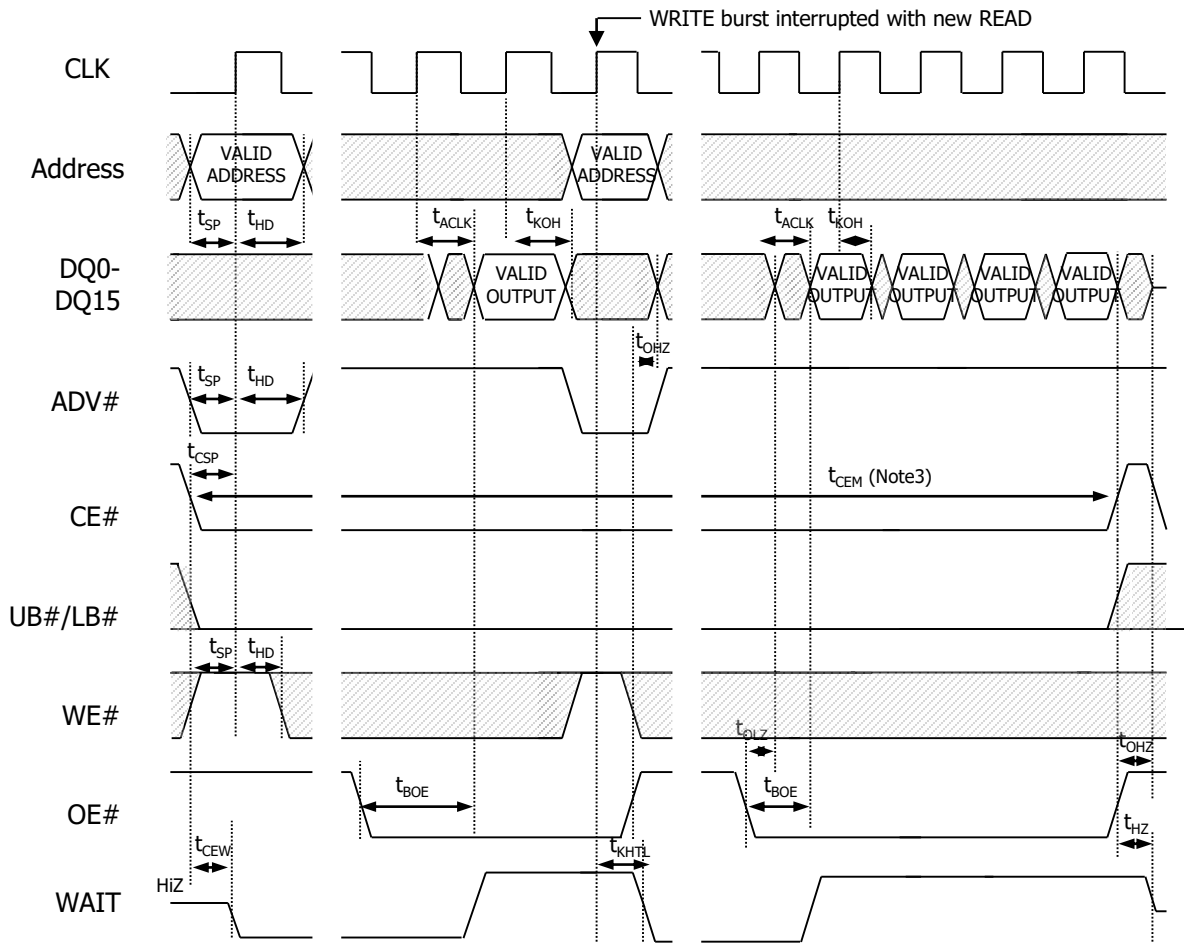 WRITE burst interrupted with new READ
CLK
Address
VALID ADDRESS
VALID ADDRESS
tSP
tHD
tACLK
tKOH
tACLK
tKOH
DQ0-
DQ15
VALID OUTPUT
VALID OUTPUT
VALID OUTPUT
VALID OUTPUT
VALID OUTPUT
tOHZ
ADV#
tSP
tHD
tCSP
tCEM (Note3)
CE#
UB#/LB#
tSP
tHD
WE#
tOLZ
tOHZ
OE#
tBOE
tBOE
tCEW
tKHTL
tHZ
HiZ
WAIT